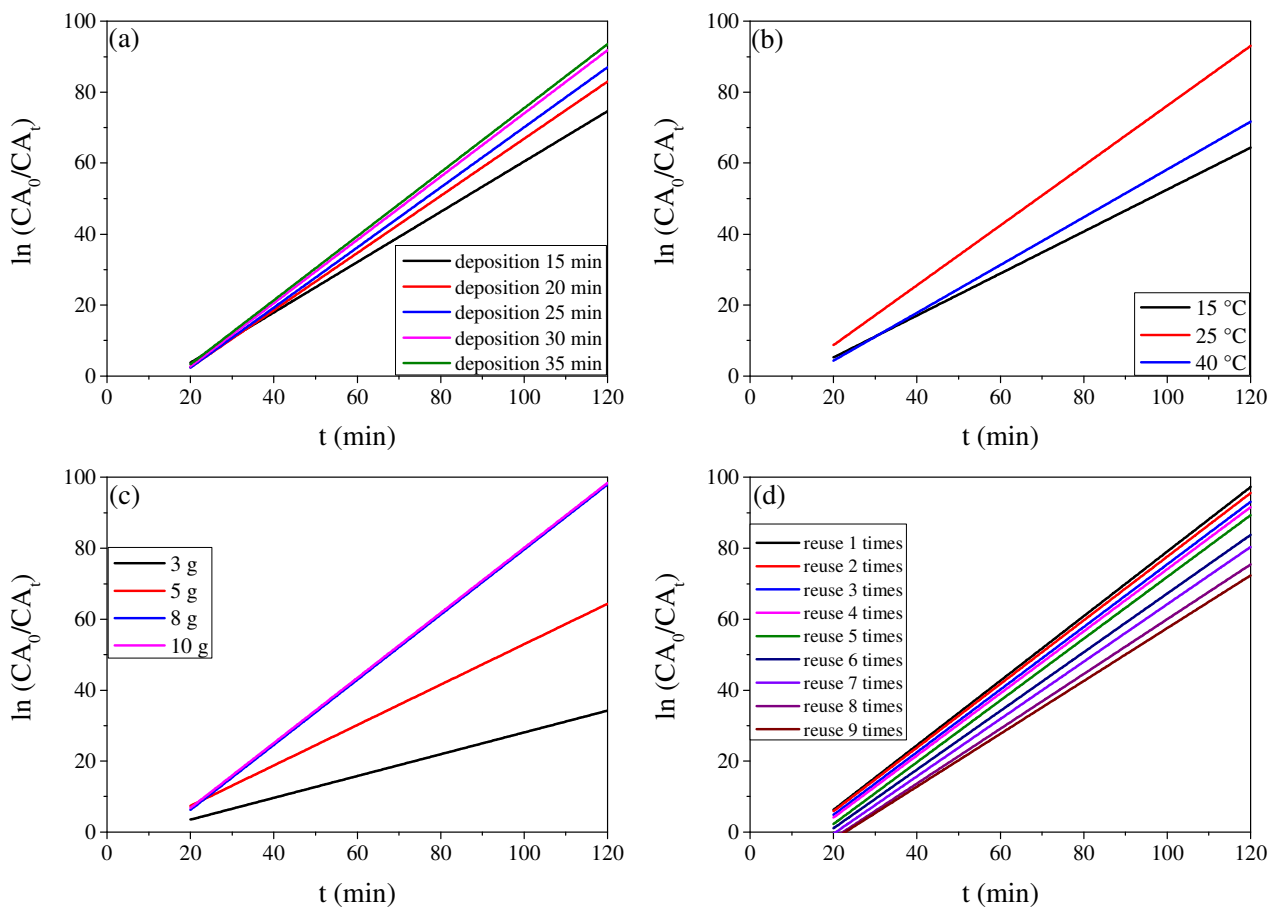 (a)
ln (CA₀/CAₜ)
100
80
60
40
20
0
deposition 15 min
deposition 20 min
deposition 25 min
deposition 30 min
deposition 35 min
0 20 40 60 80 100 120
t (min)
(b)
ln (CA₀/CAₜ)
100
80
60
40
20
0
15 °C
25 °C
40 °C
0 20 40 60 80 100 120
t (min)
(c)
ln (CA₀/CAₜ)
100
80
60
40
20
0
3 g
5 g
8 g
10 g
0 20 40 60 80 100 120
t (min)
(d)
ln (CA₀/CAₜ)
100
80
60
40
20
0
reuse 1 times
reuse 2 times
reuse 3 times
reuse 4 times
reuse 5 times
reuse 6 times
reuse 7 times
reuse 8 times
reuse 9 times
0 20 40 60 80 100 120
t (min)